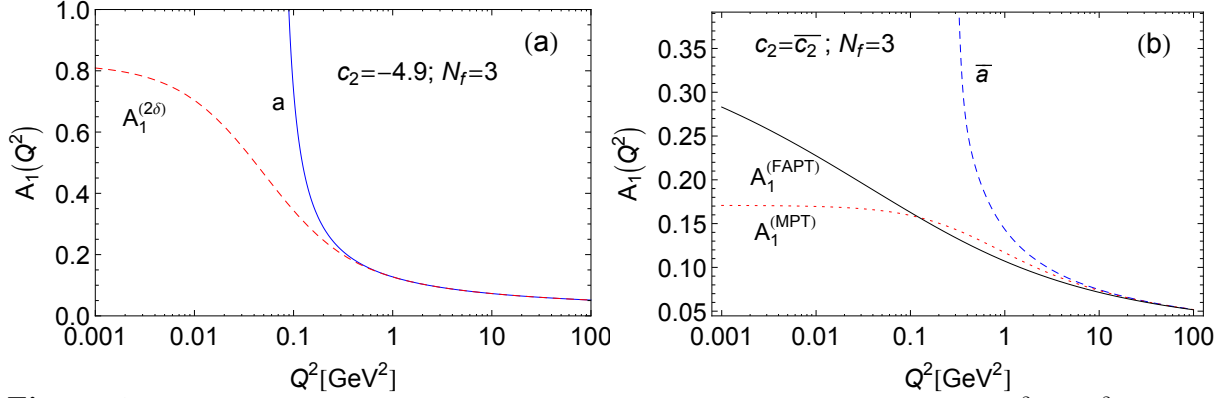 (a)
c₂=−4.9; N_f=3
a
A₁^(2δ)
A₁(Q²)
1.0
0.8
0.6
0.4
0.2
0.0
0.001 0.01 0.1 1 10 100
Q²[GeV²]
(b)
c₂=c̅₂; N_f=3
a̅
A₁^(FAPT)
A₁^(MPT)
A₁(Q²)
0.35
0.30
0.25
0.20
0.15
0.10
0.05
0.001 0.01 0.1 1 10 100
Q²[GeV²]